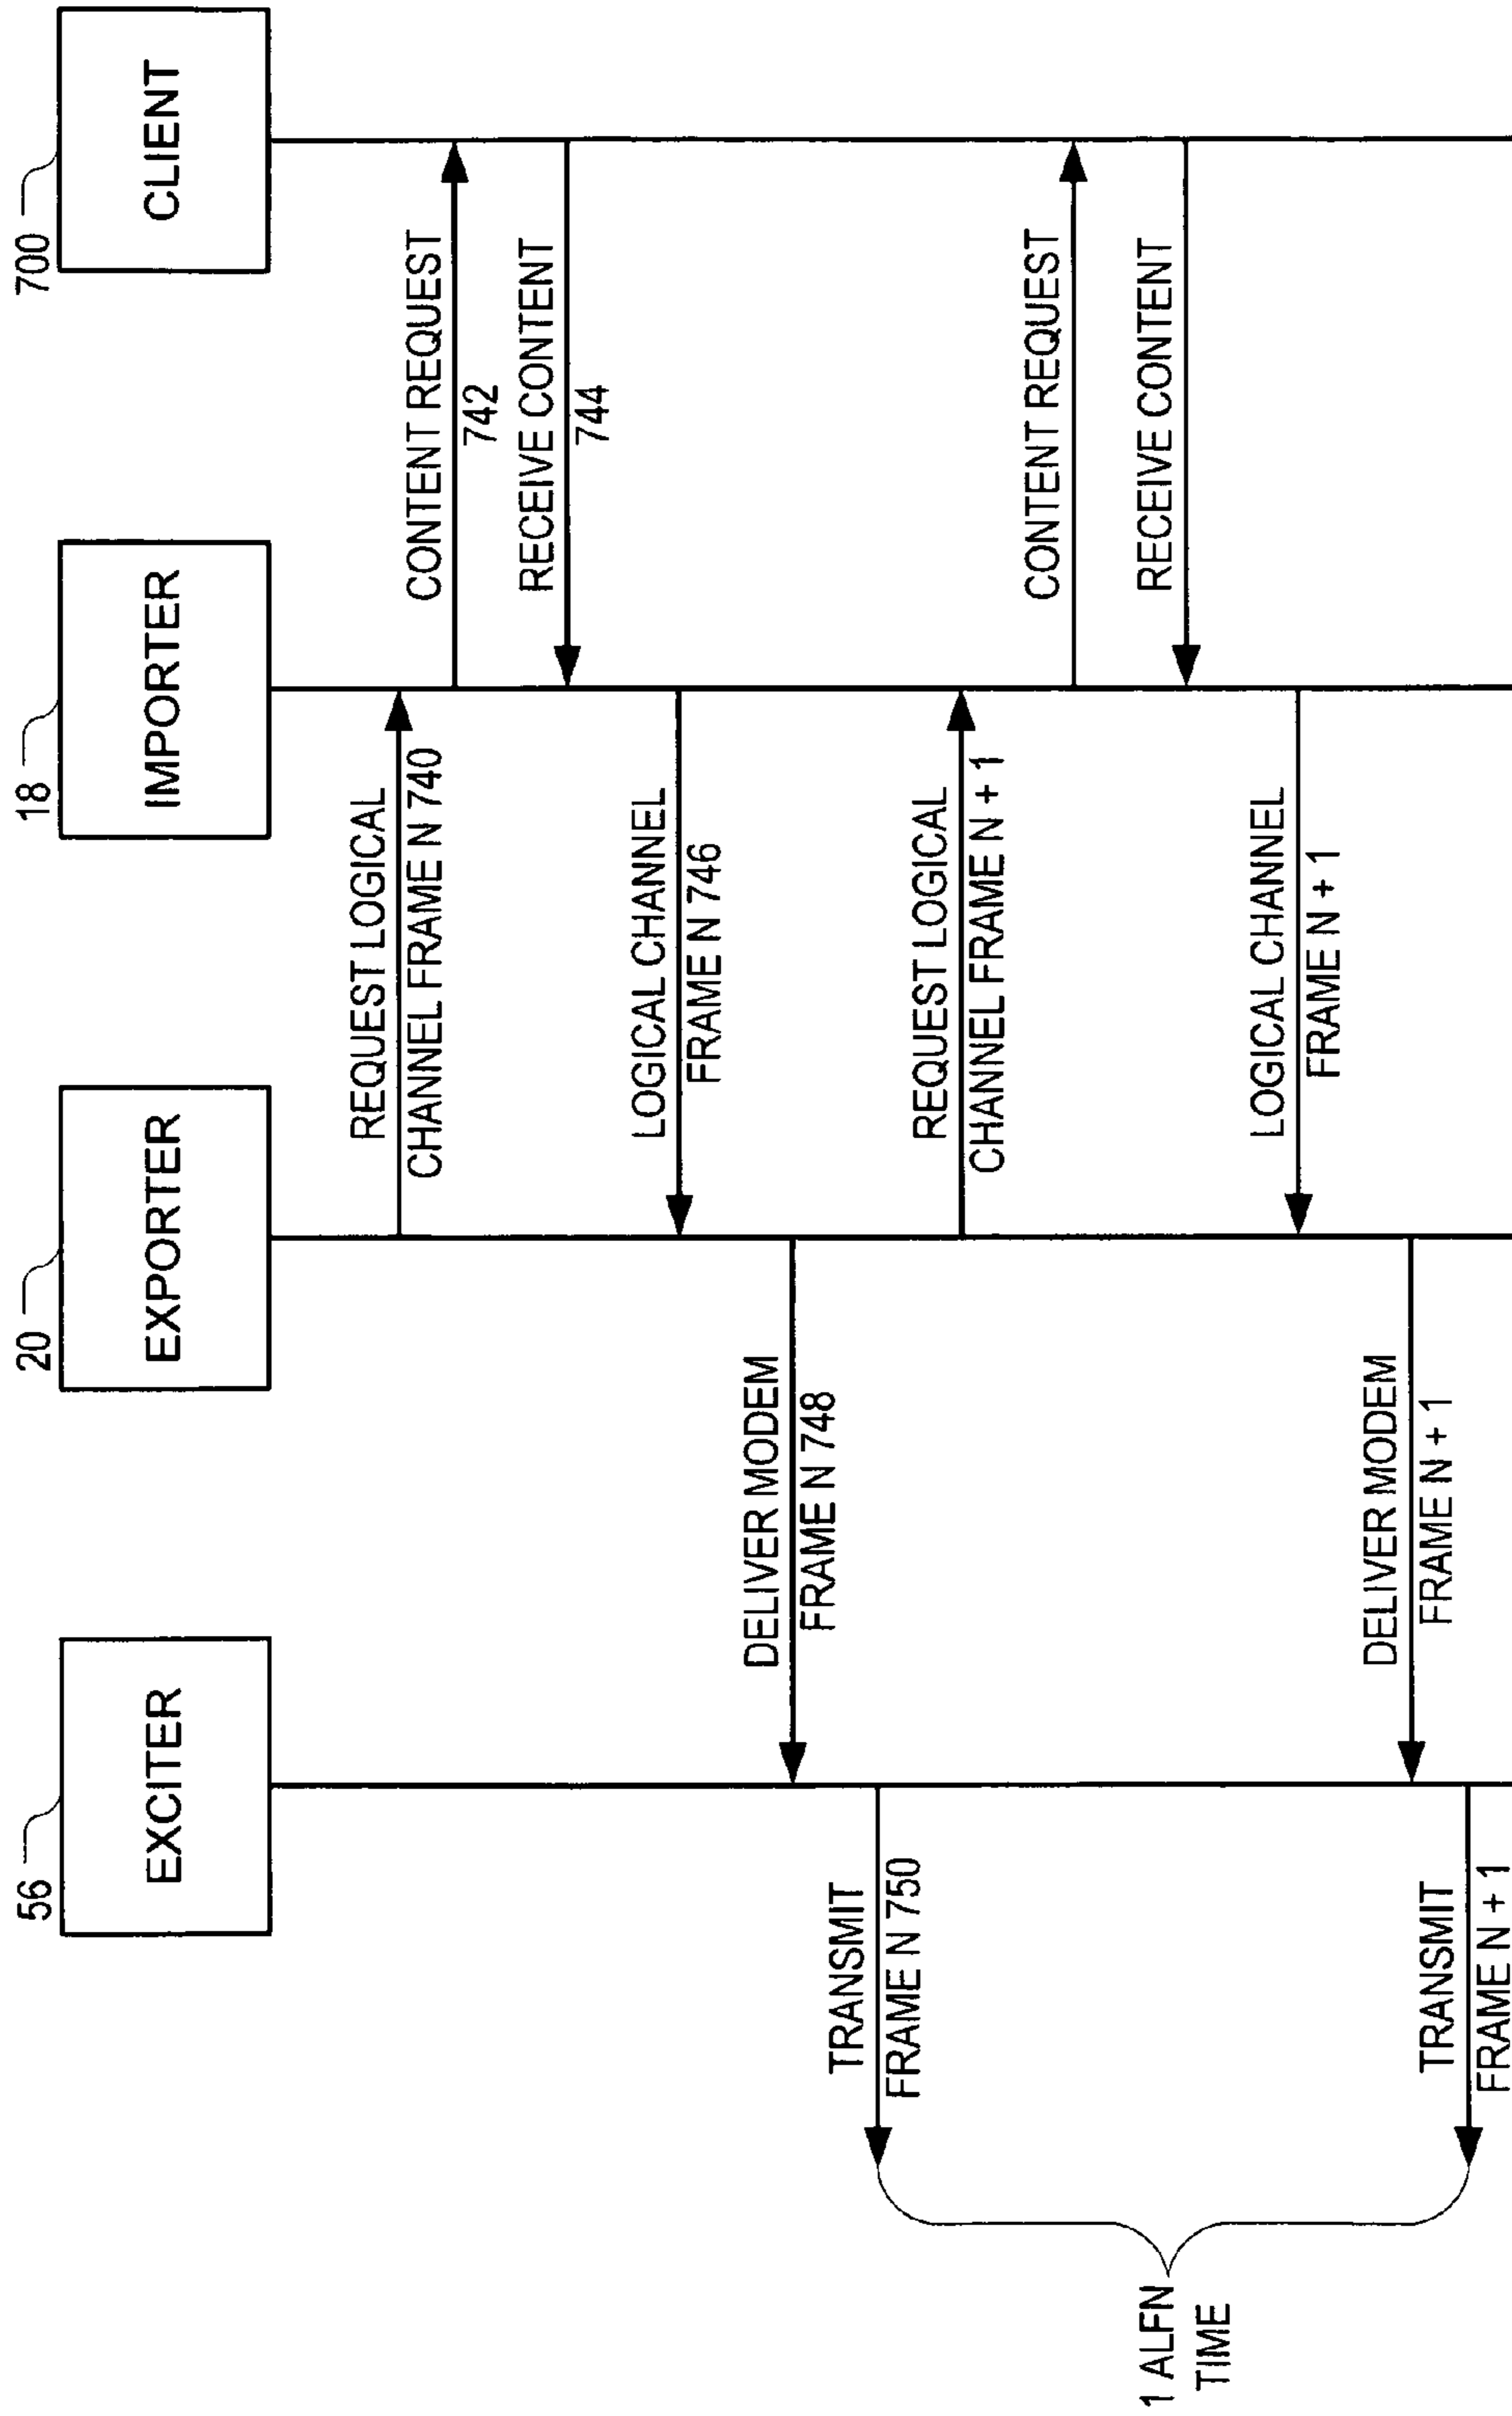 56
EXCITER
20
EXPORTER
18
IMPORTER
700
CLIENT
REQUEST LOGICAL
CHANNEL FRAME N 740
CONTENT REQUEST
742
RECEIVE CONTENT
744
LOGICAL CHANNEL
FRAME N 746
DELIVER MODEM
FRAME N 748
TRANSMIT
FRAME N 750
REQUEST LOGICAL
CHANNEL FRAME N + 1
CONTENT REQUEST
RECEIVE CONTENT
LOGICAL CHANNEL
FRAME N + 1
DELIVER MODEM
FRAME N + 1
TRANSMIT
FRAME N + 1
1 ALFN
TIME